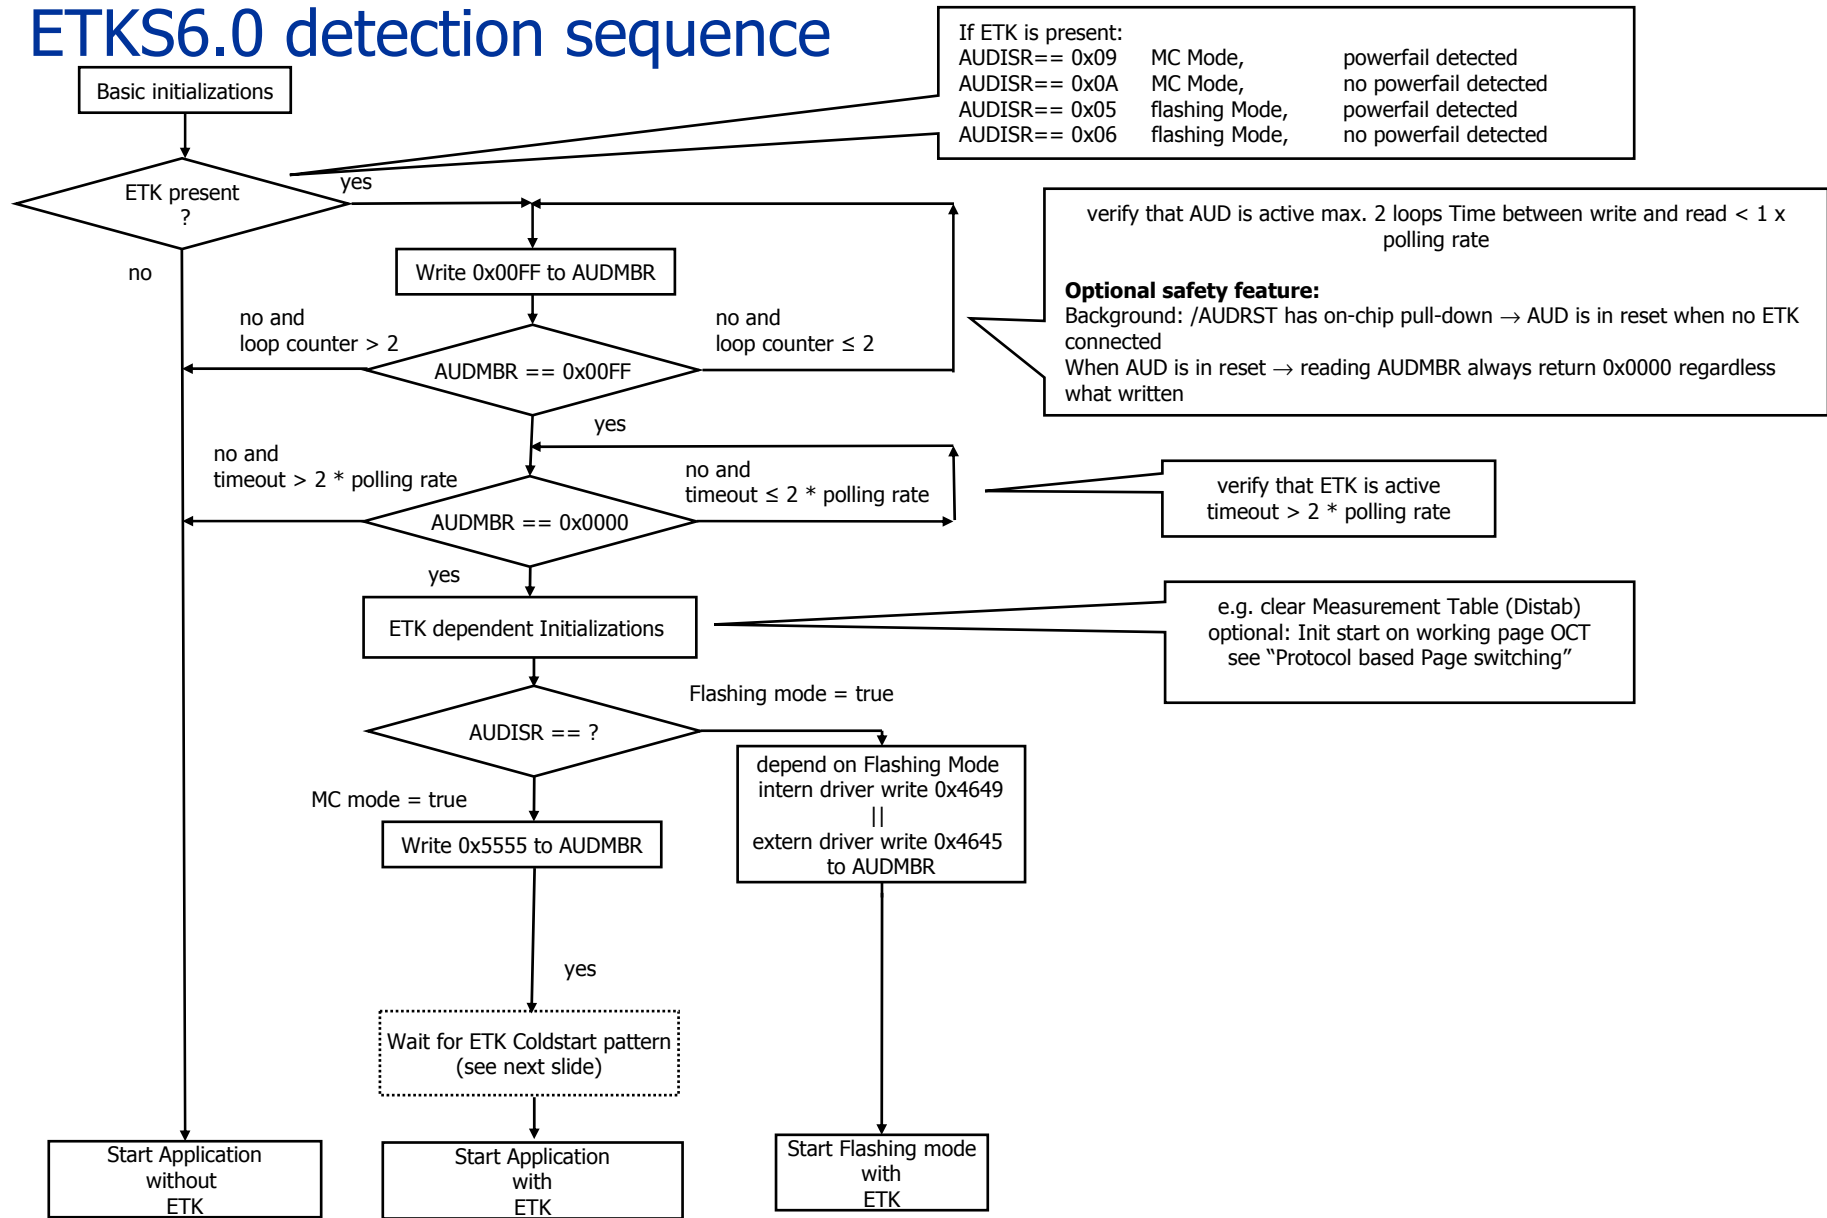 ETKS6.0 detection sequence
If ETK is present:
AUDISR== 0x09 MC Mode, powerfail detected
AUDISR== 0x0A MC Mode, no powerfail detected
AUDISR== 0x05 flashing Mode, powerfail detected
AUDISR== 0x06 flashing Mode, no powerfail detected
Basic initializations
ETK present
?
yes
no
verify that AUD is active max. 2 loops Time between write and read < 1 x
polling rate
Optional safety feature:
Background: /AUDRST has on-chip pull-down → AUD is in reset when no ETK
connected
When AUD is in reset → reading AUDMBR always return 0x0000 regardless
what written
Write 0x00FF to AUDMBR
no and
loop counter > 2
no and
loop counter ≤ 2
AUDMBR == 0x00FF
yes
no and
timeout > 2 * polling rate
no and
timeout ≤ 2 * polling rate
AUDMBR == 0x0000
verify that ETK is active
timeout > 2 * polling rate
yes
ETK dependent Initializations
e.g. clear Measurement Table (Distab)
optional: Init start on working page OCT
see “Protocol based Page switching”
Flashing mode = true
AUDISR == ?
MC mode = true
depend on Flashing Mode
intern driver write 0x4649
||
extern driver write 0x4645
to AUDMBR
Write 0x5555 to AUDMBR
yes
Wait for ETK Coldstart pattern
(see next slide)
Start Application
without
ETK
Start Application
with
ETK
Start Flashing mode
with
ETK